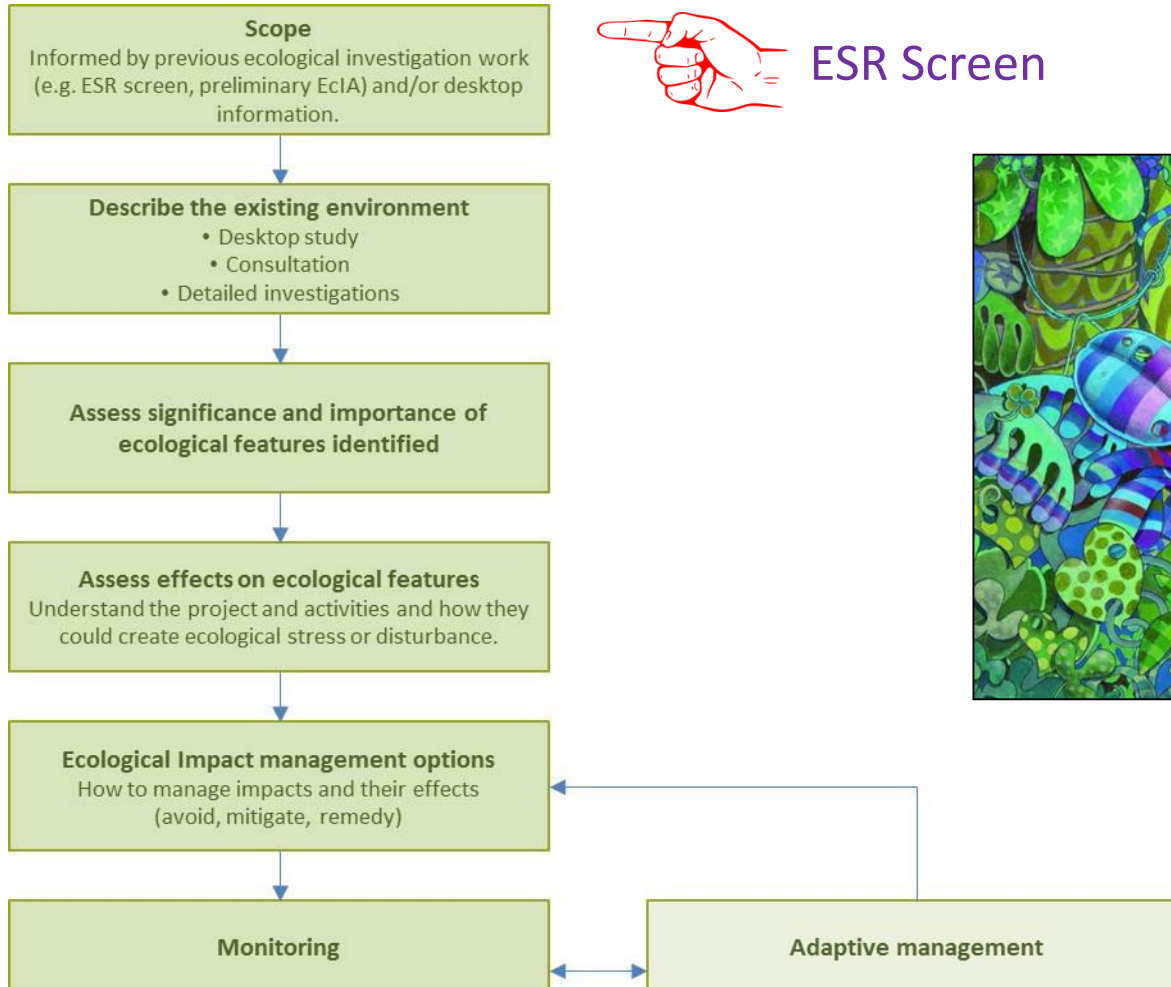 Scope
Informed by previous ecological investigation work
(e.g. ESR screen, preliminary EcIA) and/or desktop
information.
ESR Screen
Describe the existing environment
• Desktop study
• Consultation
• Detailed investigations
Assess significance and importance of
ecological features identified
Assess effects on ecological features
Understand the project and activities and how they
could create ecological stress or disturbance.
Ecological Impact management options
How to manage impacts and their effects
(avoid, mitigate, remedy)
Monitoring
Adaptive management